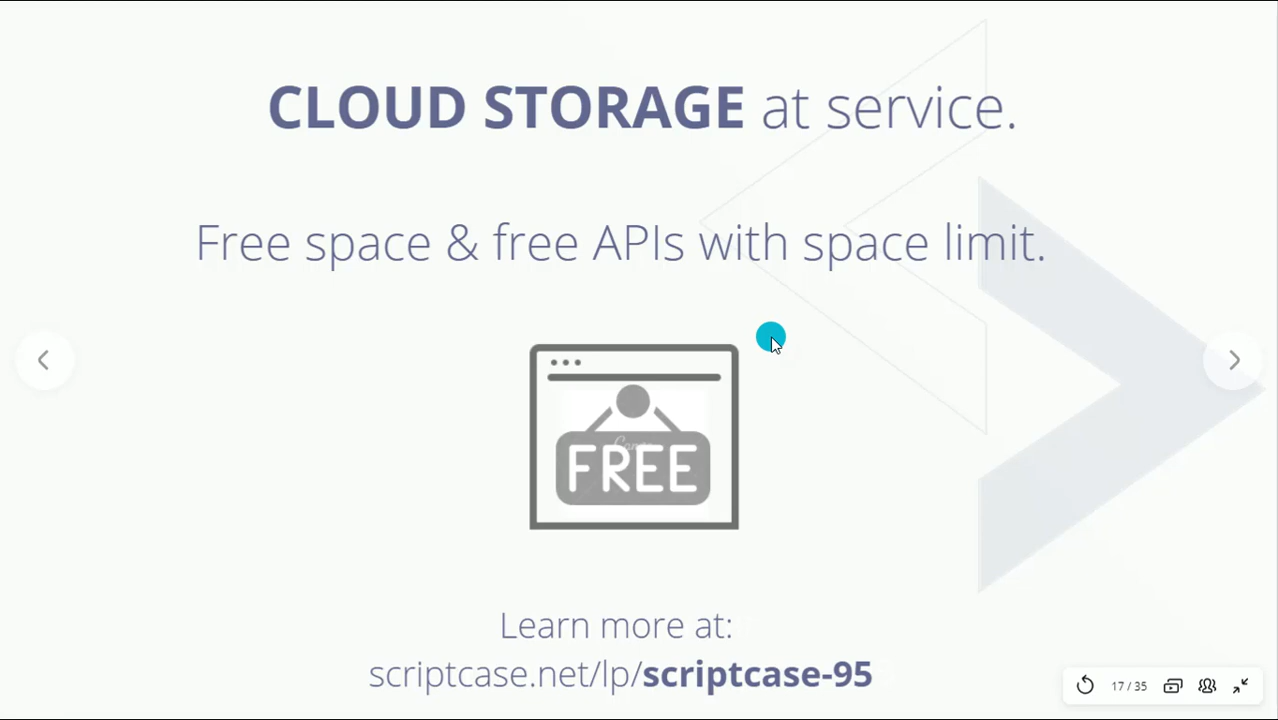 CLOUD STORAGE at service.
Free space & free APIs with space limit.
FREE
Learn more at:
scriptcase.net/lp/scriptcase-95
17 / 35